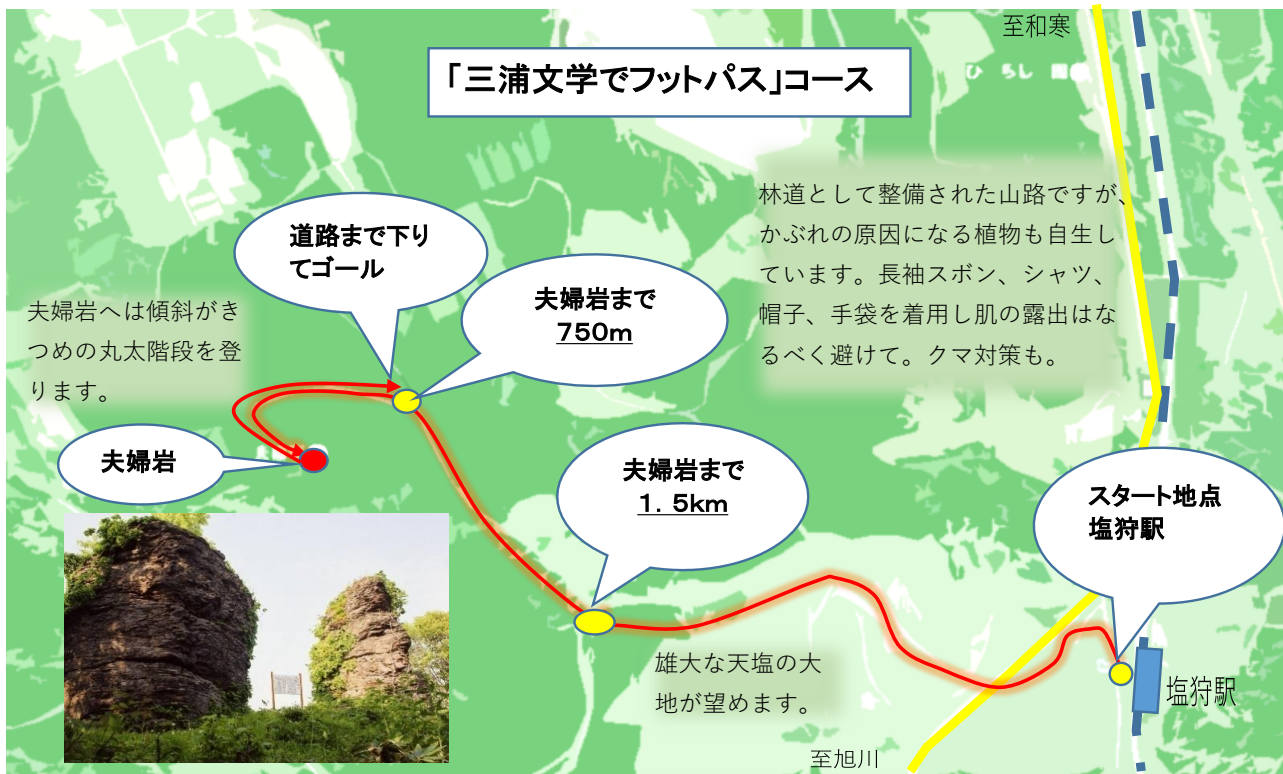 至和寒
「三浦文学でフットパス」コース
林道として整備された山路ですが、
かぶれの原因になる植物も自生し
ています。長袖スボン、シャツ、
帽子、手袋を着用し肌の露出はな
るべく避けて。クマ対策も。
道路まで下り
てゴール
夫婦岩まで
750m
夫婦岩へは傾斜がき
つめの丸太階段を登
ります。
夫婦岩
夫婦岩まで
1．5km
スタート地点
塩狩駅
雄大な天塩の大
地が望めます。
塩狩駅
至旭川